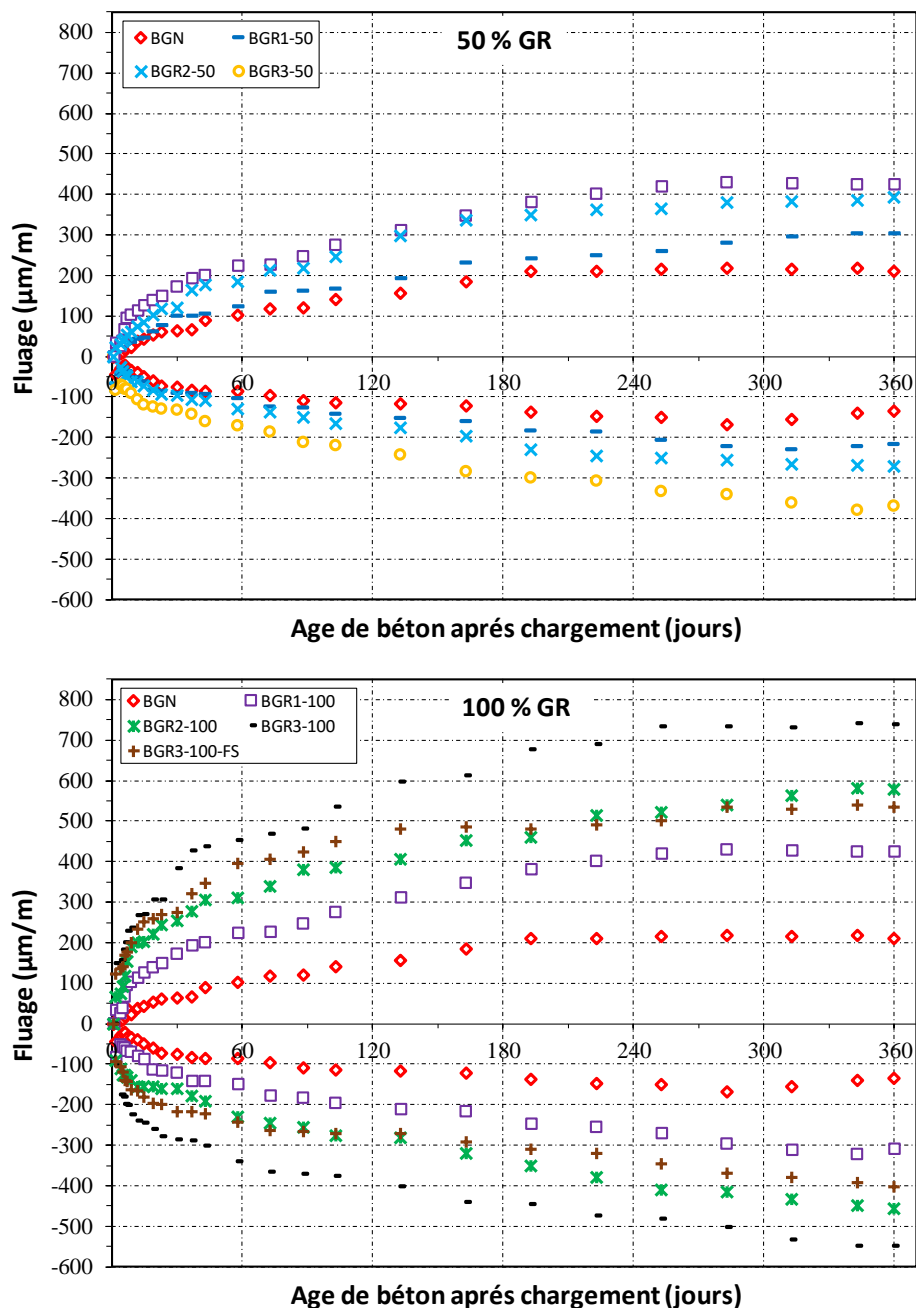 50 % GR
BGN BGR1-50
BGR2-50 BGR3-50
Fluage (µm/m)
800
700
600
500
400
300
200
100
0
-100
-200
-300
-400
-500
-600
0 60 120 180 240 300 360
Age de béton aprés chargement (jours)
100 % GR
BGN BGR1-100
BGR2-100 BGR3-100
BGR3-100-FS
Fluage (µm/m)
800
700
600
500
400
300
200
100
0
-100
-200
-300
-400
-500
-600
0 60 120 180 240 300 360
Age de béton aprés chargement (jours)